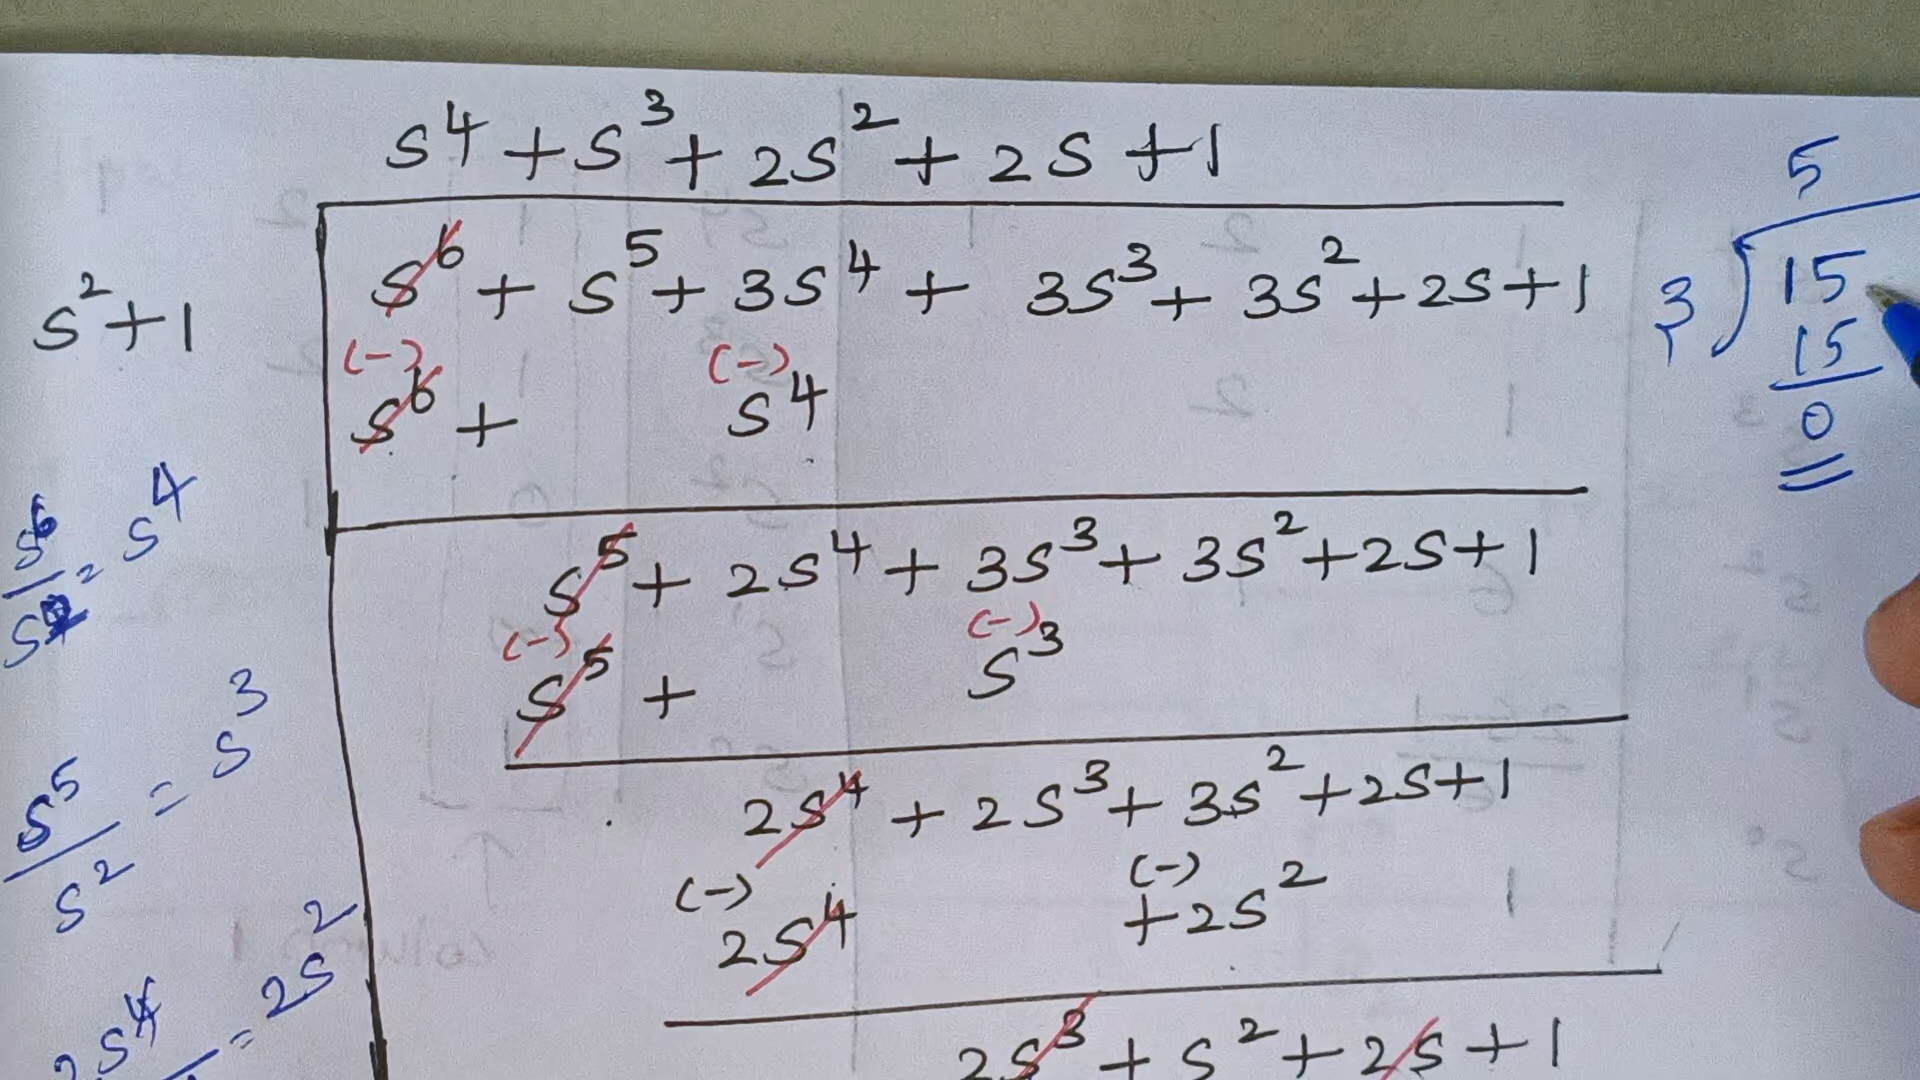 s⁴ + s³ + 2s² + 2s + 1
s² + 1
s⁶ + s⁵ + 3s⁴ + 3s³ + 3s² + 2s + 1
(-) (-)
s⁶ + s⁴
s⁵ + 2s⁴ + 3s³ + 3s² + 2s + 1
(-) (-)
s⁵ + s³
2s⁴ + 2s³ + 3s² + 2s + 1
(-) (-)
2s⁴ + 2s²
2s³ + s² + 2s + 1
s⁶/s² = s⁴
s⁵/s² = s³
2s⁴
= 2s²
5
3 15
15
0